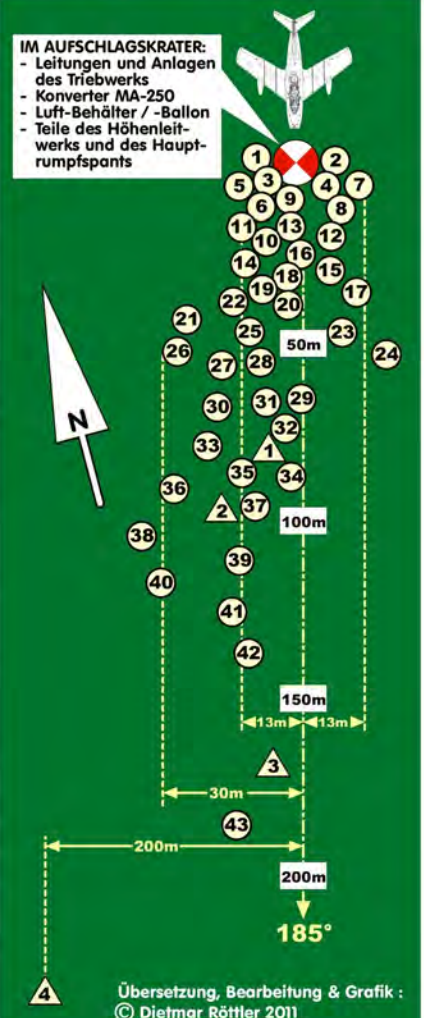 IM AUFSCHLAGSKRATER:
- Leitungen und Anlagen
des Triebwerks
- Konverter MA-250
- Luft-Behälter / -Ballon
- Teile des Höhenleit-
werks und des Haupt-
rumpfspants
1 2
5 3 9 4 7
6 8
11 13
10 12
16
14 15
18
19 17
22 20
21
25 23
50m
26 24
27 28
30 31 29
32
33 1
35 34
36
2 37
N
100m
38
39
40
41
42
150m
13m 13m
3
30m
43
200m
200m
185°
4
Übersetzung, Bearbeitung & Grafik :
© Dietmar Röttler 2011